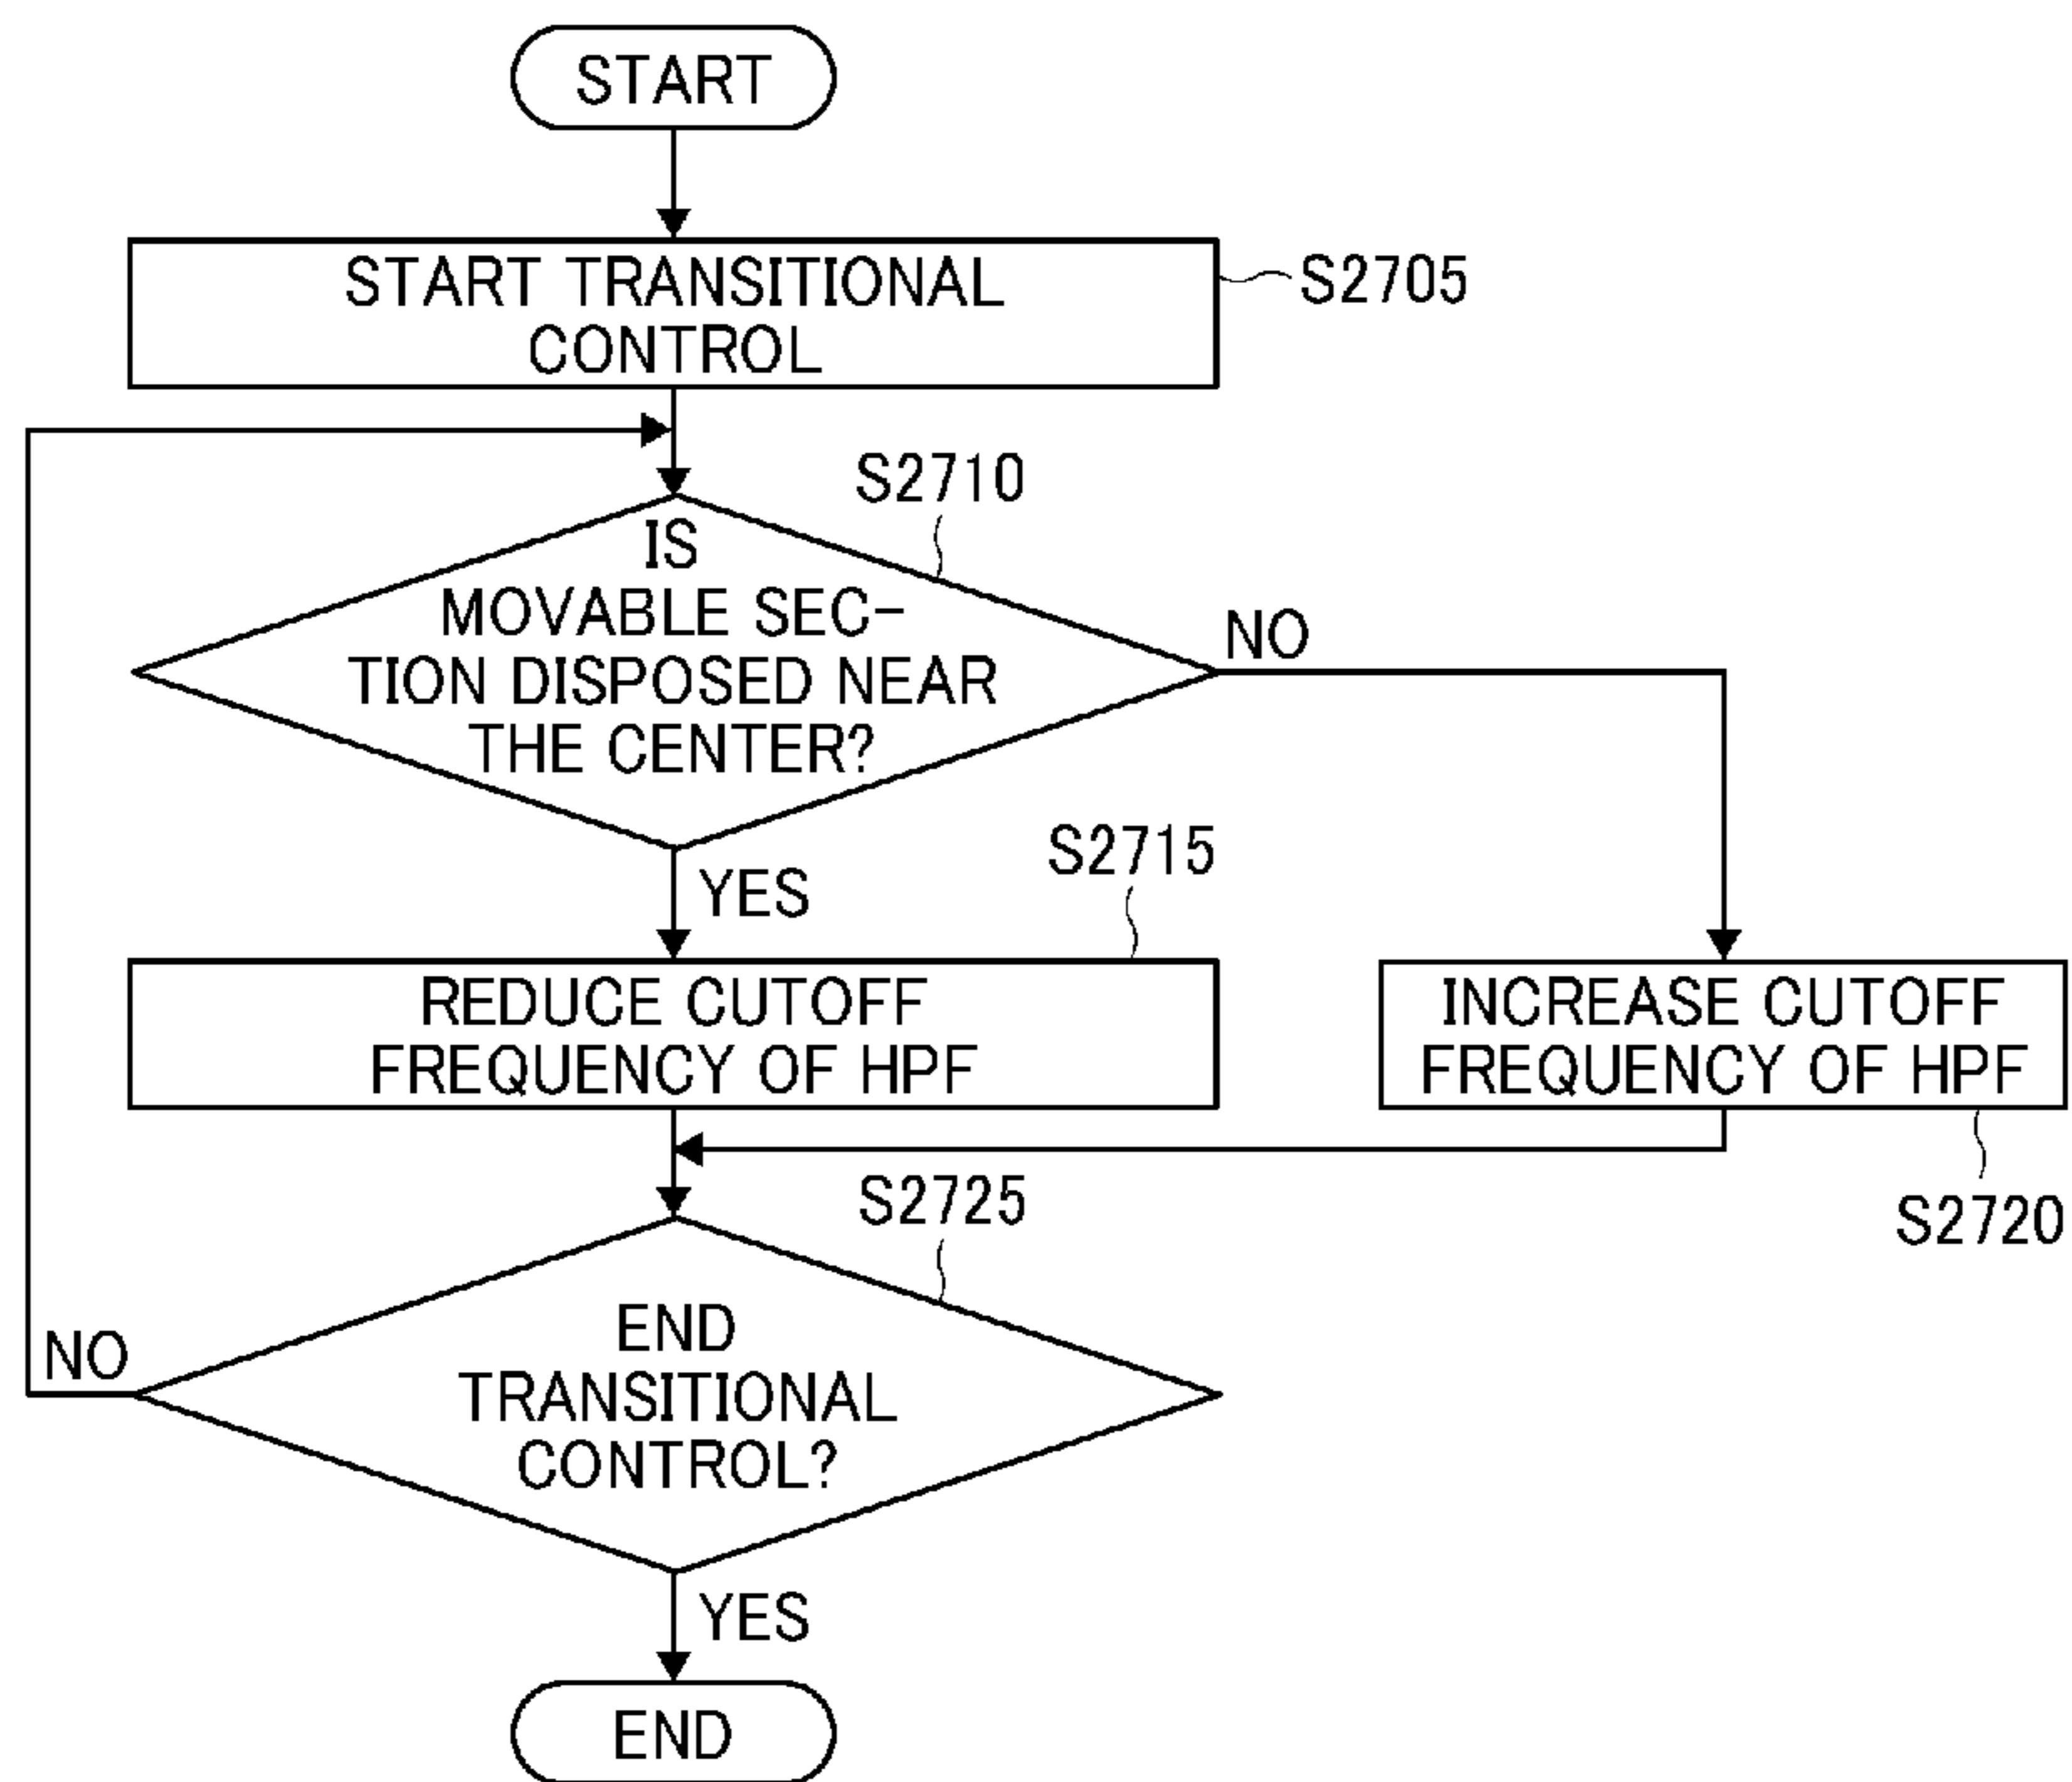 START
START TRANSITIONAL
CONTROL
S2705
S2710
IS
MOVABLE SEC-
TION DISPOSED NEAR
THE CENTER?
NO
YES
S2715
REDUCE CUTOFF
FREQUENCY OF HPF
INCREASE CUTOFF
FREQUENCY OF HPF
S2720
S2725
END
TRANSITIONAL
CONTROL?
NO
YES
END